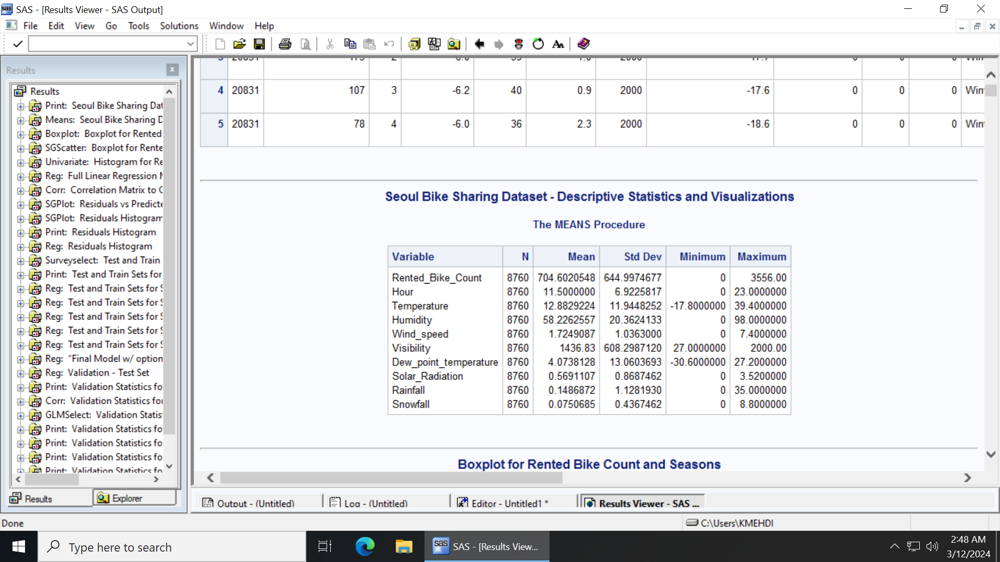 SAS - [Results Viewer - SAS Output]
File Edit View Go Tools Solutions Window Help
Results
Results
Print: Seoul Bike Sharing Dat
Means: Seoul Bike Sharing D
Boxplot: Boxplot for Rented
SGScatter: Boxplot for Rente
Univariate: Histogram for Re
Reg: Full Linear Regression M
Corr: Correlation Matrix to C
SGPlot: Residuals vs Predicte
SGPlot: Residuals Histogram
Print: Residuals Histogram
Reg: Residuals Histogram
Surveyselect: Test and Train
Print: Test and Train Sets for
Reg: Test and Train Sets for S
Reg: Test and Train Sets for S
Reg: Test and Train Sets for S
Reg: Test and Train Sets for S
Reg: Test and Train Sets for S
Reg: "Final Model w/ option
Reg: Validation - Test Set
Print: Validation Statistics fo
Corr: Validation Statistics for
GLMSelect: Validation Statis
Print: Validation Statistics fo
Print: Validation Statistics fo
Print: Validation Statistics fo
Print: Validation Statistics fo
Results Explorer
4 20831 107 3 -6.2 40 0.9 2000 -17.6 0 0 0 Win
5 20831 78 4 -6.0 36 2.3 2000 -18.6 0 0 0 Win
Seoul Bike Sharing Dataset - Descriptive Statistics and Visualizations
The MEANS Procedure
Variable N Mean Std Dev Minimum Maximum
Rented_Bike_Count 8760 704.6020548 644.9974677 0 3556.00
Hour 8760 11.5000000 6.9225817 0 23.0000000
Temperature 8760 12.8829224 11.9448252 -17.8000000 39.4000000
Humidity 8760 58.2262557 20.3624133 0 98.0000000
Wind_speed 8760 1.7249087 1.0363000 0 7.4000000
Visibility 8760 1436.83 608.2987120 27.0000000 2000.00
Dew_point_temperature 8760 4.0738128 13.0603693 -30.6000000 27.2000000
Solar_Radiation 8760 0.5691107 0.8687462 0 3.5200000
Rainfall 8760 0.1486872 1.1281930 0 35.0000000
Snowfall 8760 0.0750685 0.4367462 0 8.8000000
Boxplot for Rented Bike Count and Seasons
Output - (Untitled) Log - (Untitled) Editor - Untitled1 * Results Viewer - SAS ...
Done C:\Users\KMEHDI
Type here to search
SAS - [Results View...
2:48 AM
3/12/2024